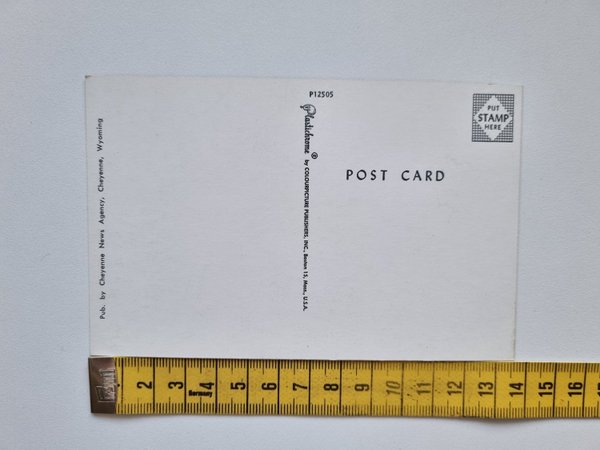 P12505
PUT
STAMP
HERE
Plastichrome ® by COLOURPICTURE PUBLISHERS, INC., Boston 15, Mass., U.S.A.
POST CARD
Pub. by Cheyenne News Agency, Cheyenne, Wyoming
2 3 4 5 6 7 8 9 10 11 12 13 14 15 16
Germany